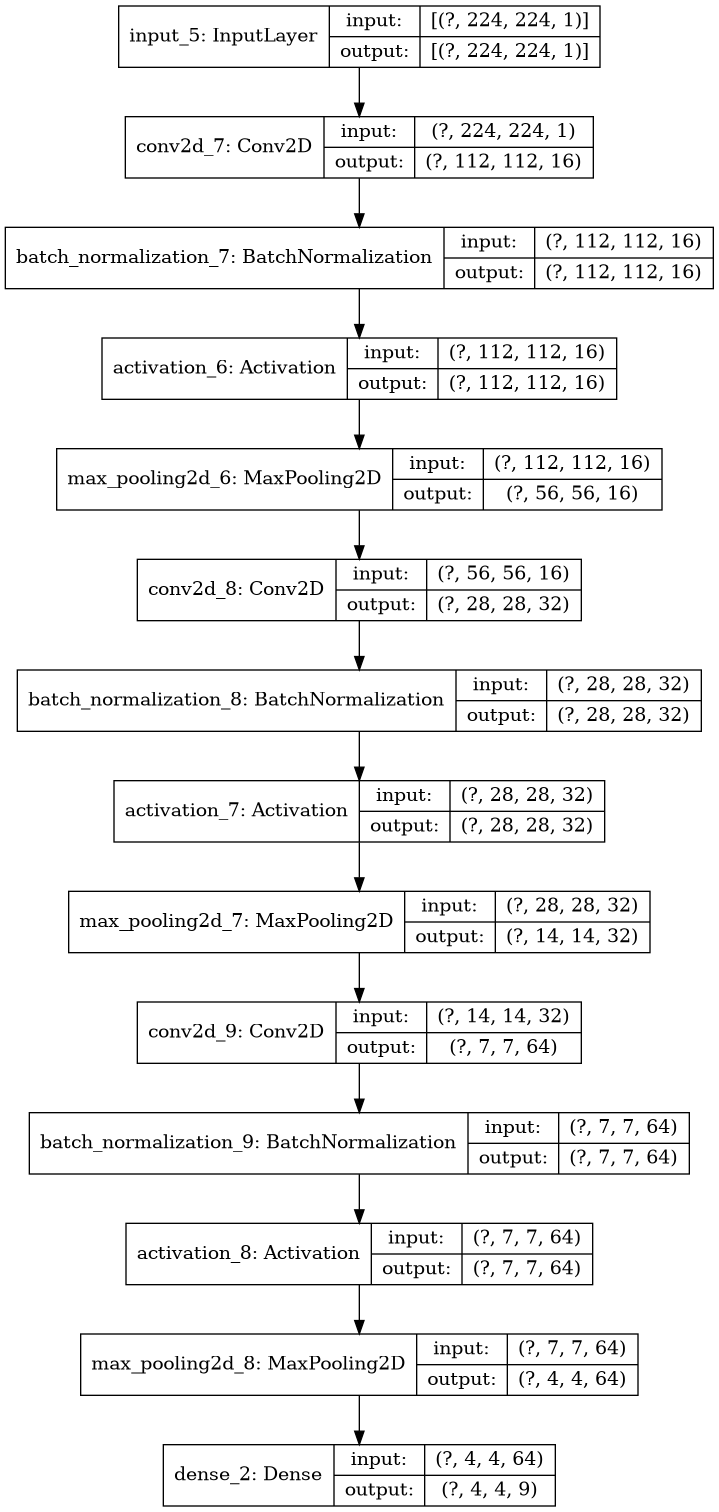 input_5: InputLayer
input:
[(?, 224, 224, 1)]
output:
[(?, 224, 224, 1)]
conv2d_7: Conv2D
input:
(?, 224, 224, 1)
output:
(?, 112, 112, 16)
batch_normalization_7: BatchNormalization
input:
(?, 112, 112, 16)
output:
(?, 112, 112, 16)
activation_6: Activation
input:
(?, 112, 112, 16)
output:
(?, 112, 112, 16)
max_pooling2d_6: MaxPooling2D
input:
(?, 112, 112, 16)
output:
(?, 56, 56, 16)
conv2d_8: Conv2D
input:
(?, 56, 56, 16)
output:
(?, 28, 28, 32)
batch_normalization_8: BatchNormalization
input:
(?, 28, 28, 32)
output:
(?, 28, 28, 32)
activation_7: Activation
input:
(?, 28, 28, 32)
output:
(?, 28, 28, 32)
max_pooling2d_7: MaxPooling2D
input:
(?, 28, 28, 32)
output:
(?, 14, 14, 32)
conv2d_9: Conv2D
input:
(?, 14, 14, 32)
output:
(?, 7, 7, 64)
batch_normalization_9: BatchNormalization
input:
(?, 7, 7, 64)
output:
(?, 7, 7, 64)
activation_8: Activation
input:
(?, 7, 7, 64)
output:
(?, 7, 7, 64)
max_pooling2d_8: MaxPooling2D
input:
(?, 7, 7, 64)
output:
(?, 4, 4, 64)
dense_2: Dense
input:
(?, 4, 4, 64)
output:
(?, 4, 4, 9)